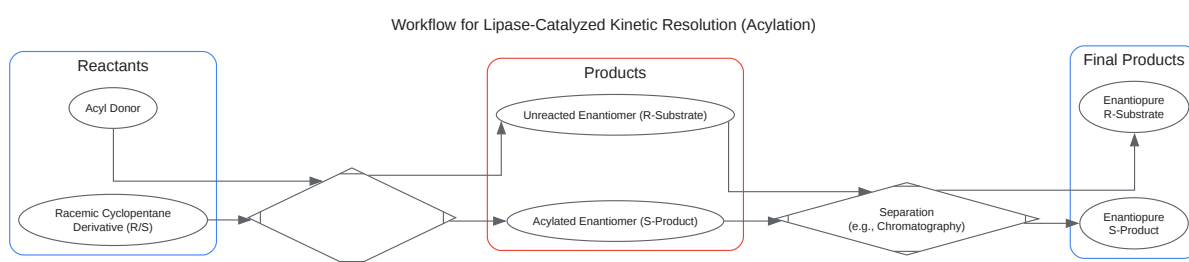 Workflow for Lipase-Catalyzed Kinetic Resolution (Acylation)
Reactants
Acyl Donor
Racemic Cyclopentane
Derivative (R/S)
Products
Unreacted Enantiomer (R-Substrate)
Acylated Enantiomer (S-Product)
Separation
(e.g., Chromatography)
Final Products
Enantiopure
R-Substrate
Enantiopure
S-Product